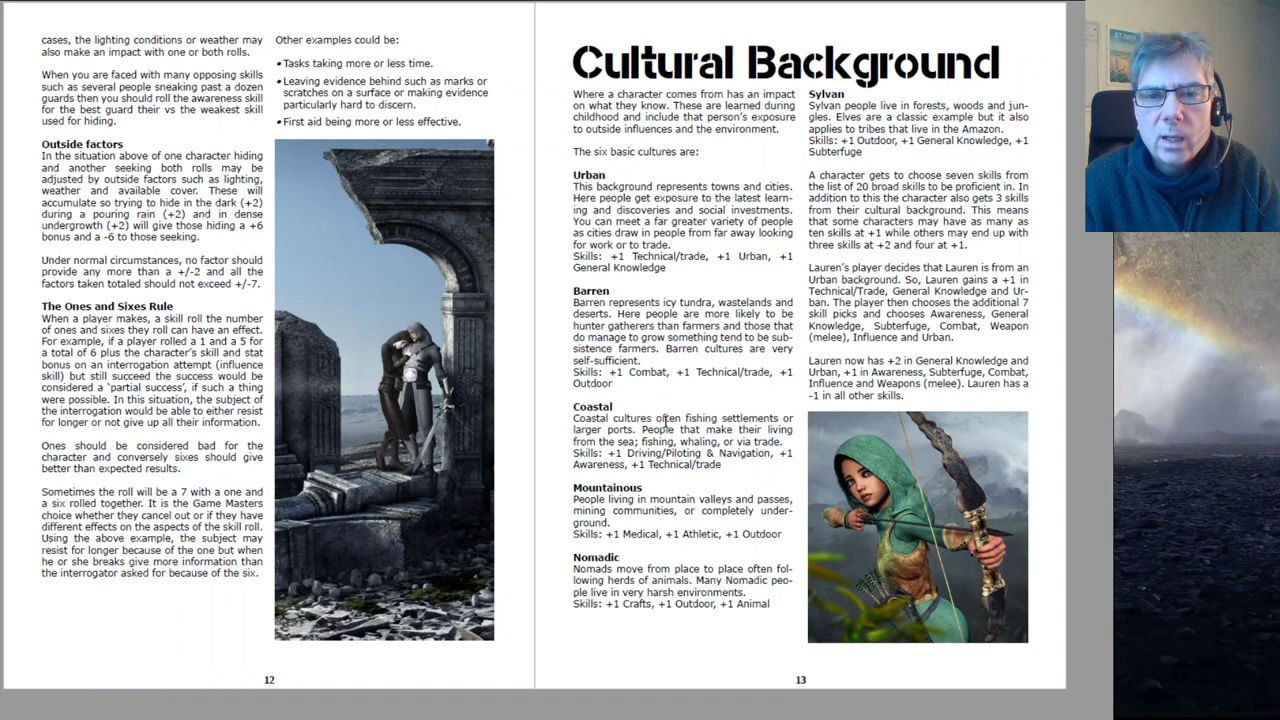 cases, the lighting conditions or weather may
also make an impact with one or both rolls.
When you are faced with many opposing skills
such as several people sneaking past a dozen
guards then you should roll the awareness skill
for the best guard their vs the weakest skill
used for hiding.
Outside factors
In the situation above of one character hiding
and another seeking both rolls may be
adjusted by outside factors such as lighting,
weather and available cover. These will
accumulate so trying to hide in the dark (+2)
during a pouring rain (+2) and in dense
undergrowth (+2) will give those hiding a +6
bonus and a -6 to those seeking.
Under normal circumstances, no factor should
provide any more than a +/-2 and all the
factors taken totaled should not exceed +/-7.
The Ones and Sixes Rule
When a player makes, a skill roll the number
of ones and sixes they roll can have an effect.
For example, if a player rolled a 1 and a 5 for
a total of 6 plus the character's skill and stat
bonus on an interrogation attempt (influence
skill) but still succeed the success would be
considered a 'partial success', if such a thing
were possible. In this situation, the subject of
the interrogation would be able to either resist
for longer or not give up all their information.
Ones should be considered bad for the
character and conversely sixes should give
better than expected results.
Sometimes the roll will be a 7 with a one and
a six rolled together. It is the Game Masters
choice whether they cancel out or if they have
different effects on the aspects of the skill roll.
Using the above example, the subject may
resist for longer because of the one but when
he or she breaks give more information than
the interrogator asked for because of the six.
Other examples could be:
• Tasks taking more or less time.
• Leaving evidence behind such as marks or
scratches on a surface or making evidence
particularly hard to discern.
• First aid being more or less effective.
12
Cultural Background
Where a character comes from has an impact
on what they know. These are learned during
childhood and include that person's exposure
to outside influences and the environment.
The six basic cultures are:
Urban
This background represents towns and cities.
Here people get exposure to the latest learn-
ing and discoveries and social investments.
You can meet a far greater variety of people
as cities draw in people from far away looking
for work or to trade.
Skills: +1 Technical/trade, +1 Urban, +1
General Knowledge
Barren
Barren represents icy tundra, wastelands and
deserts. Here people are more likely to be
hunter gatherers than farmers and those that
do manage to grow something tend to be sub-
sistence farmers. Barren cultures are very
self-sufficient.
Skills: +1 Combat, +1 Technical/trade, +1
Outdoor
Coastal
Coastal cultures often fishing settlements or
larger ports. People that make their living
from the sea; fishing, whaling, or via trade.
Skills: +1 Driving/Piloting & Navigation, +1
Awareness, +1 Technical/trade
Mountainous
People living in mountain valleys and passes,
mining communities, or completely under-
ground.
Skills: +1 Medical, +1 Athletic, +1 Outdoor
Nomadic
Nomads move from place to place often fol-
lowing herds of animals. Many Nomadic peo-
ple live in very harsh environments.
Skills: +1 Crafts, +1 Outdoor, +1 Animal
Sylvan
Sylvan people live in forests, woods and jun-
gles. Elves are a classic example but it also
applies to tribes that live in the Amazon.
Skills: +1 Outdoor, +1 General Knowledge, +1
Subterfuge
A character gets to choose seven skills from
the list of 20 broad skills to be proficient in. In
addition to this the character also gets 3 skills
from their cultural background. This means
that some characters may have as many as
ten skills at +1 while others may end up with
three skills at +2 and four at +1.
Lauren's player decides that Lauren is from an
Urban background. So, Lauren gains a +1 in
Technical/Trade, General Knowledge and Ur-
ban. The player then chooses the additional 7
skill picks and chooses Awareness, General
Knowledge, Subterfuge, Combat, Weapon
(melee), Influence and Urban.
Lauren now has +2 in General Knowledge and
Urban, +1 in Awareness, Subterfuge, Combat,
Influence and Weapons (melee). Lauren has a
-1 in all other skills.
13